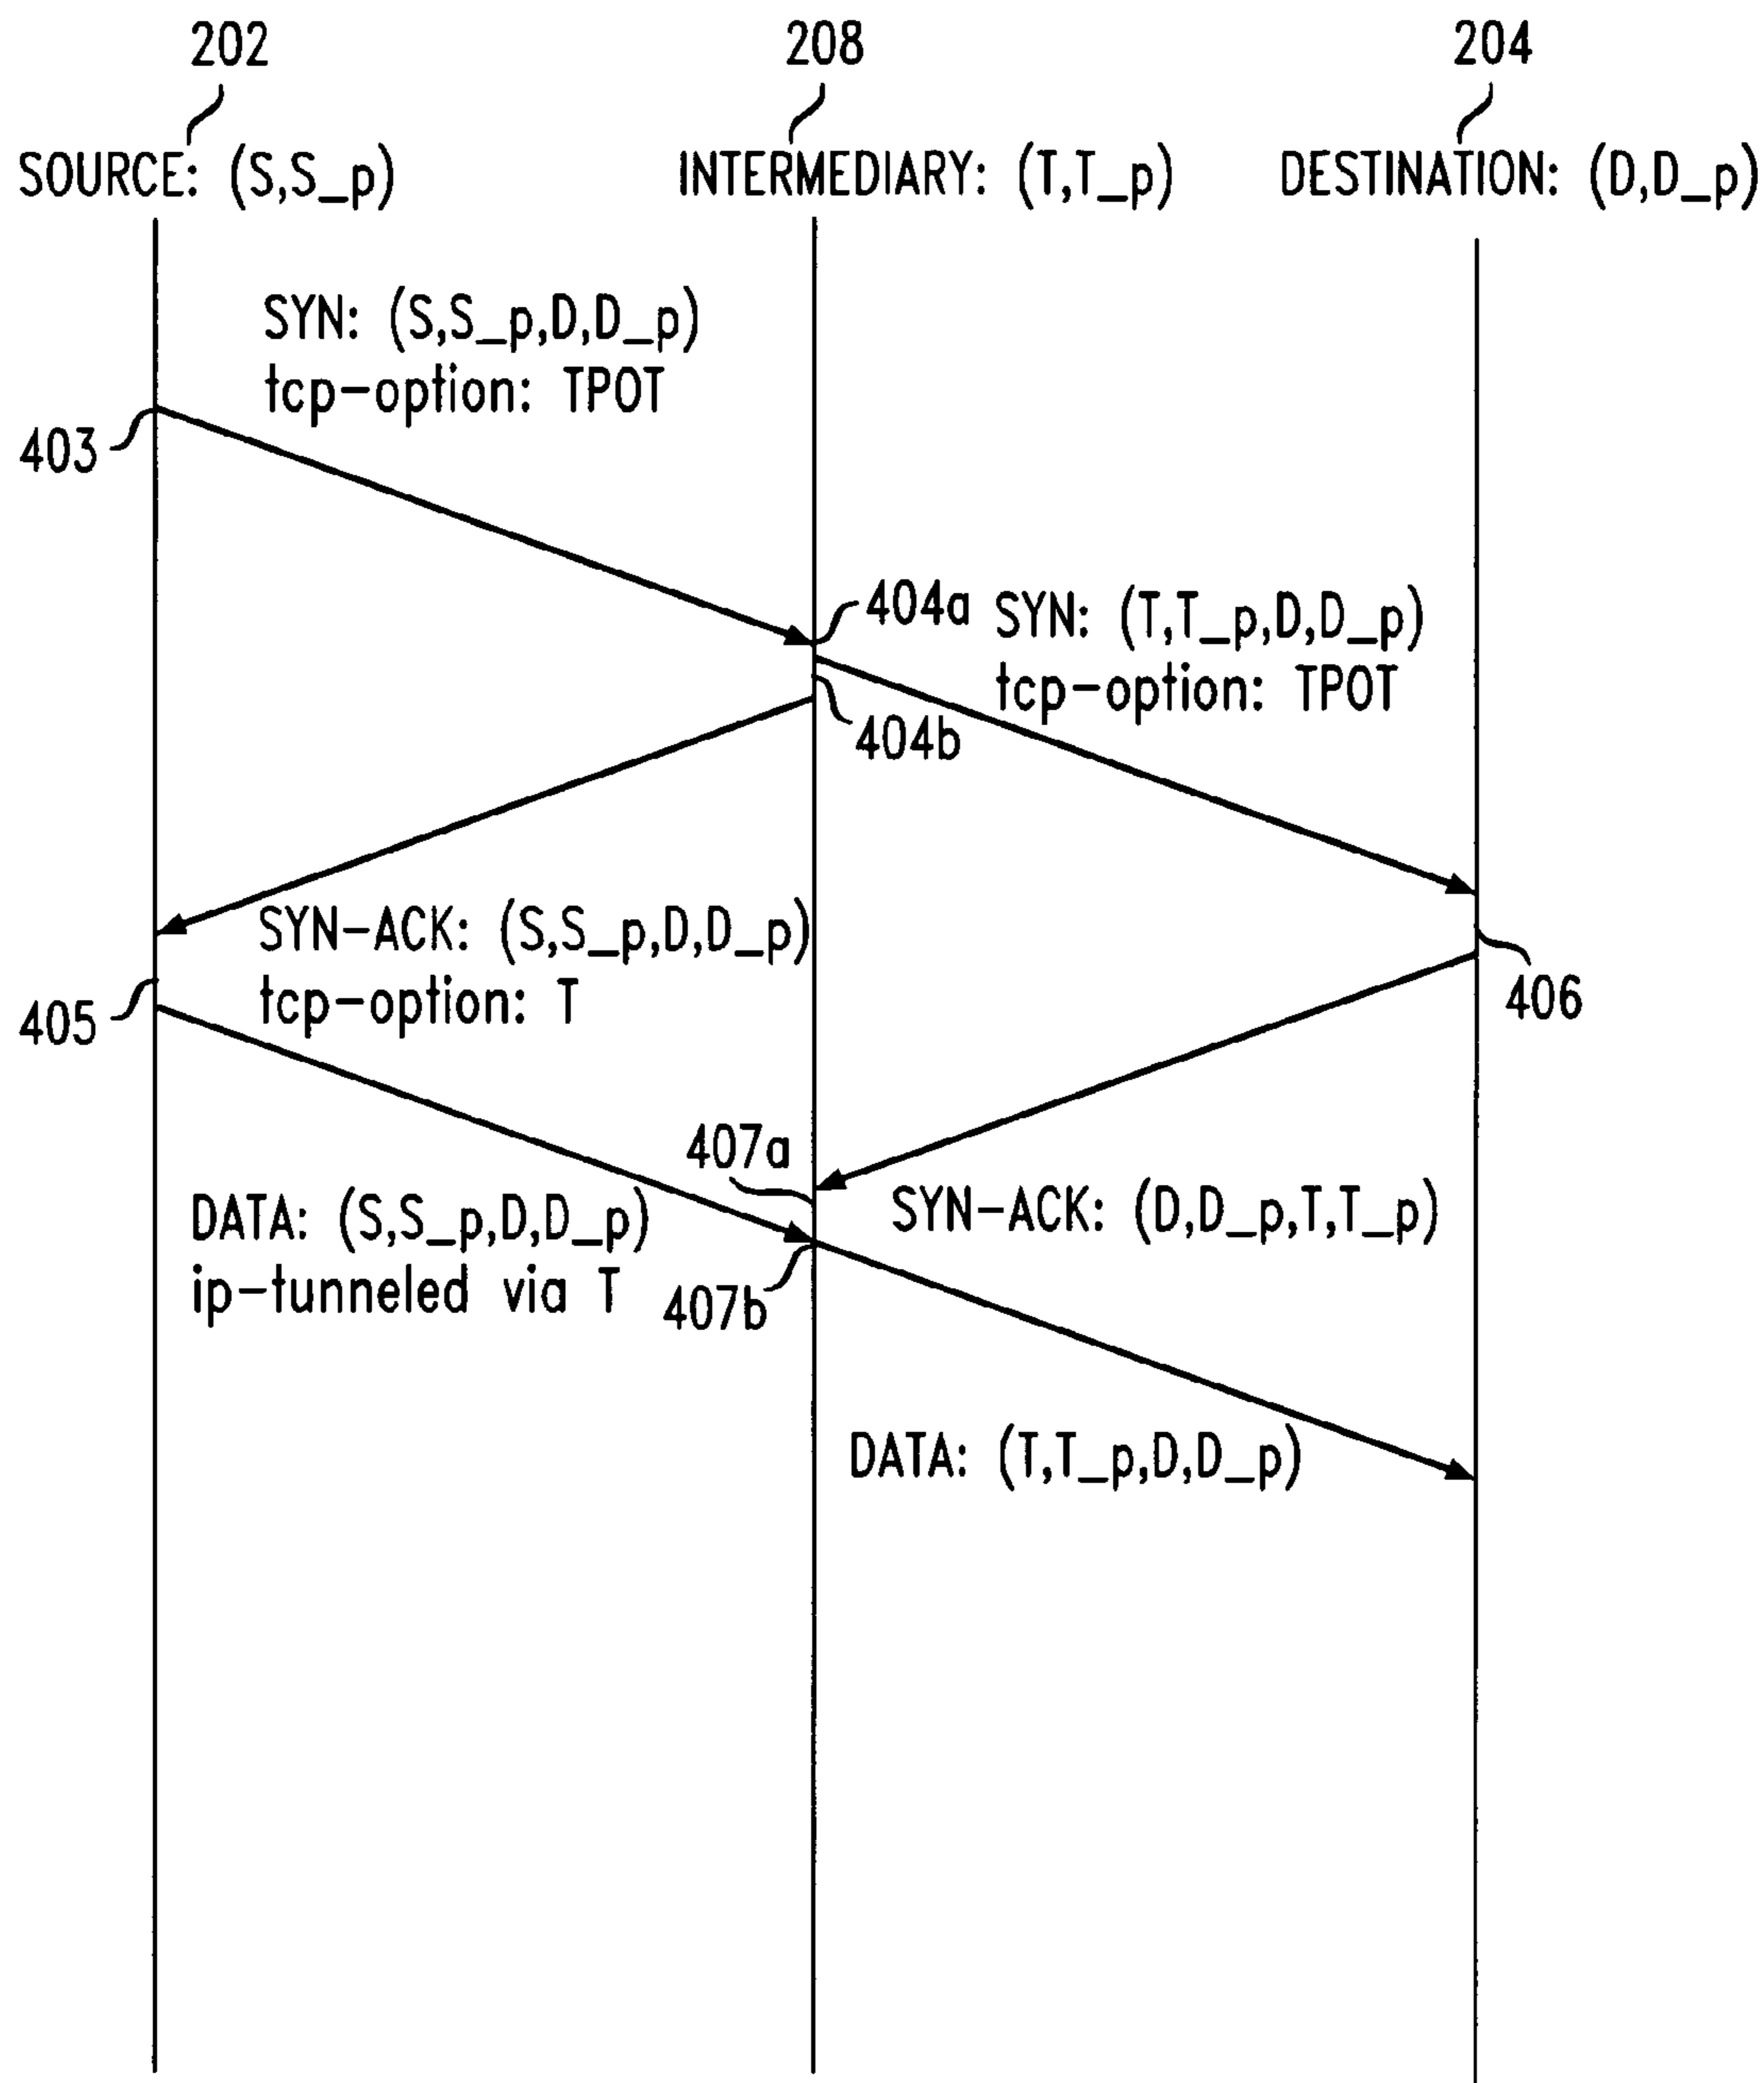 202
208
204
SOURCE: (S,S_p)
INTERMEDIARY: (T,T_p)
DESTINATION: (D,D_p)
SYN: (S,S_p,D,D_p)
tcp-option: TPOT
403
404a
SYN: (T,T_p,D,D_p)
tcp-option: TPOT
404b
SYN-ACK: (S,S_p,D,D_p)
tcp-option: T
405
406
407a
SYN-ACK: (D,D_p,T,T_p)
DATA: (S,S_p,D,D_p)
ip-tunneled via T
407b
DATA: (T,T_p,D,D_p)